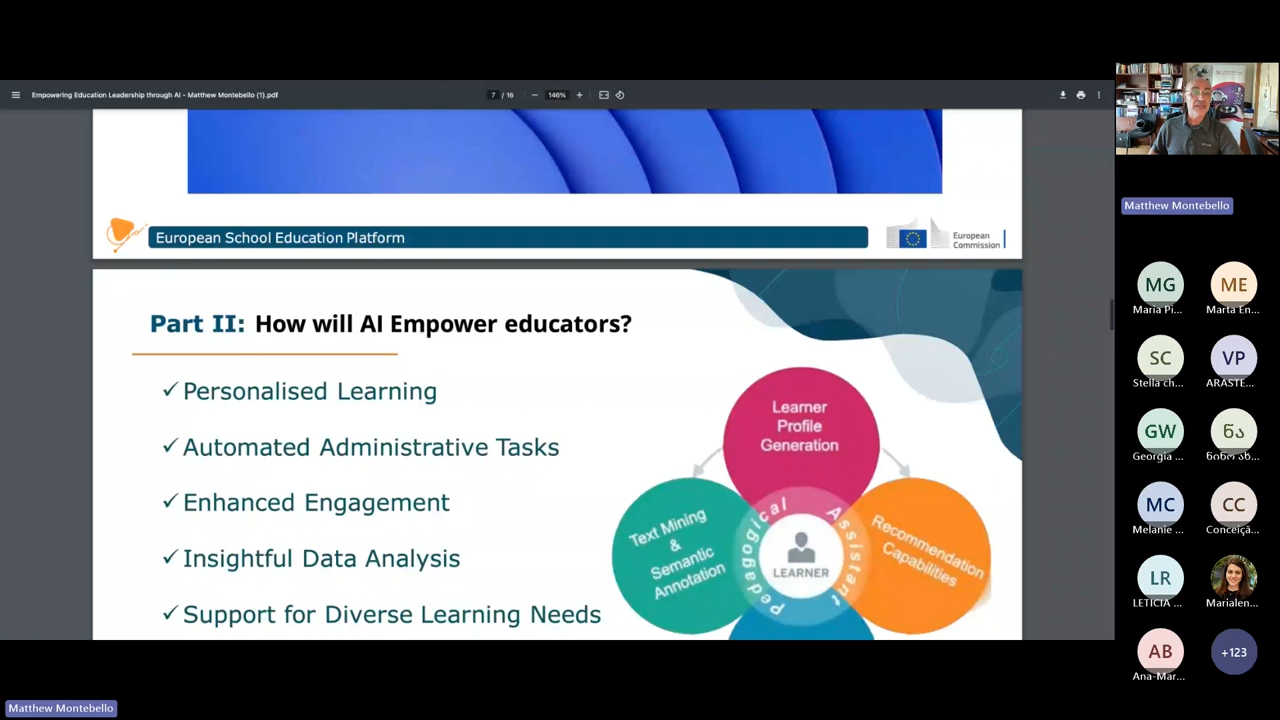 Empowering Education Leadership through AI - Matthew Montebello (1).pdf
7 / 16
146%
European School Education Platform
European
Commission
Part II: How will AI Empower educators?
✓ Personalised Learning
✓ Automated Administrative Tasks
✓ Enhanced Engagement
✓ Insightful Data Analysis
✓ Support for Diverse Learning Needs
Learner
Profile
Generation
Text Mining
&
Semantic
Annotation
Recommendation
Capabilities
Pedagogical Assistant
LEARNER
Matthew Montebello
MG
Maria Pi...
ME
Marta En...
SC
Stella ch...
VP
ARASTE...
GW
Georgia ...
ნა
ნინო ახ...
MC
Melanie ...
CC
Conceiçã...
LR
LETICIA ...
Marialen...
AB
Ana-Mar...
+123
Matthew Montebello